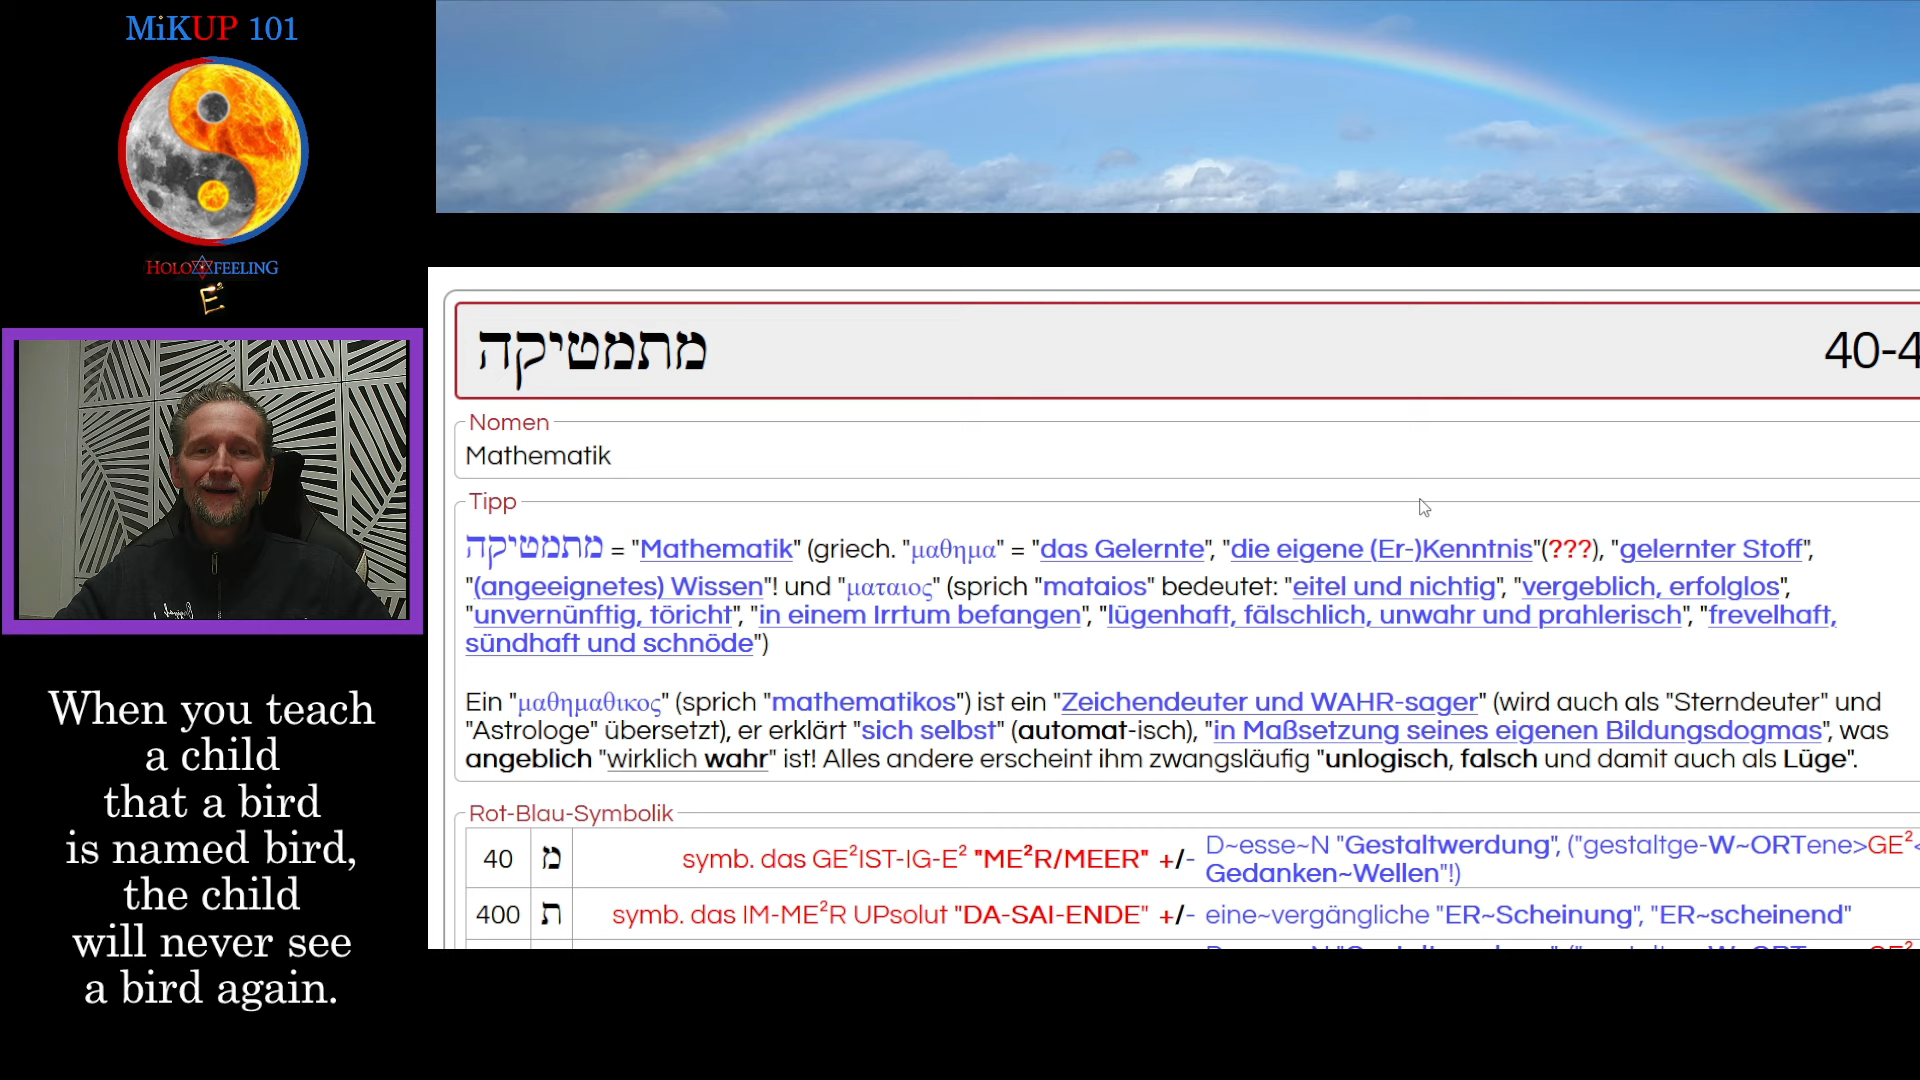 MiKUP 101
HOLO FEELING
E²
When you teach
a child
that a bird
is named bird,
the child
will never see
a bird again.
מתמטיקה 40-4
Nomen
Mathematik
Tipp
מתמטיקה = "Mathematik" (griech. "μαθημα" = "das Gelernte", "die eigene (Er-)Kenntnis"(???), "gelernter Stoff",
"(angeeignetes) Wissen"! und "ματαιος" (sprich "mataios" bedeutet: "eitel und nichtig", "vergeblich, erfolglos",
"unvernünftig, töricht", "in einem Irrtum befangen", "lügenhaft, fälschlich, unwahr und prahlerisch", "frevelhaft,
sündhaft und schnöde")
Ein "μαθημαθικος" (sprich "mathematikos") ist ein "Zeichendeuter und WAHR-sager" (wird auch als "Sterndeuter" und
"Astrologe" übersetzt), er erklärt "sich selbst" (automat-isch), "in Maßsetzung seines eigenen Bildungsdogmas", was
angeblich "wirklich wahr" ist! Alles andere erscheint ihm zwangsläufig "unlogisch, falsch und damit auch als Lüge".
Rot-Blau-Symbolik
40 מ symb. das GE²IST-IG-E² "ME²R/MEER" +/- D~esse~N "Gestaltwerdung", ("gestaltge-W~ORTene>GE²<
Gedanken~Wellen"!)
400 ת symb. das IM-ME²R UPsolut "DA-SAI-ENDE" +/- eine~vergängliche "ER~Scheinung", "ER~scheinend"